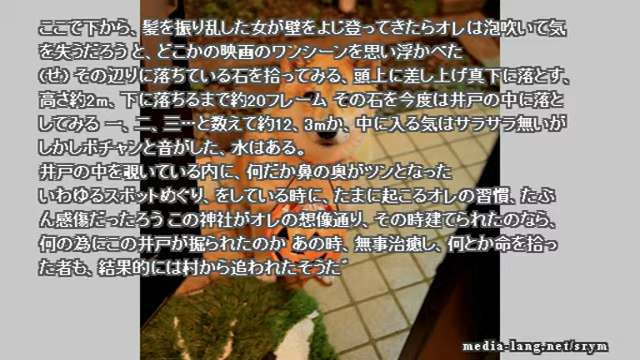 ここで下から、髪を振り乱した女が壁をよじ登ってきたらオレは泡吹いて気
を失うだろう と、どこかの映画のワンシーンを思い浮かべた
(せ) その辺りに落ちている石を拾ってみる、頭上に差し上げ真下に落とす、
高さ約2m、下に落ちるまで約20フレーム その石を今度は井戸の中に落と
してみる 一、二、三…と数えて約12、3mか、中に入る気はサラサラ無いが
しかしボチャンと音がした、水はある。
井戸の中を覗いている内に、何だか鼻の奥がツンとなった
いわゆるスポットめぐり、をしている時に、たまに起こるオレの習慣、たぶ
ん感傷だったろう この神社がオレの想像通り、その時建てられたのなら、
何の為にこの井戸が掘られたのか あの時、無事治癒し、何とか命を拾っ
た者も、結果的には村から追われたそうだ
media-lang.net/srym